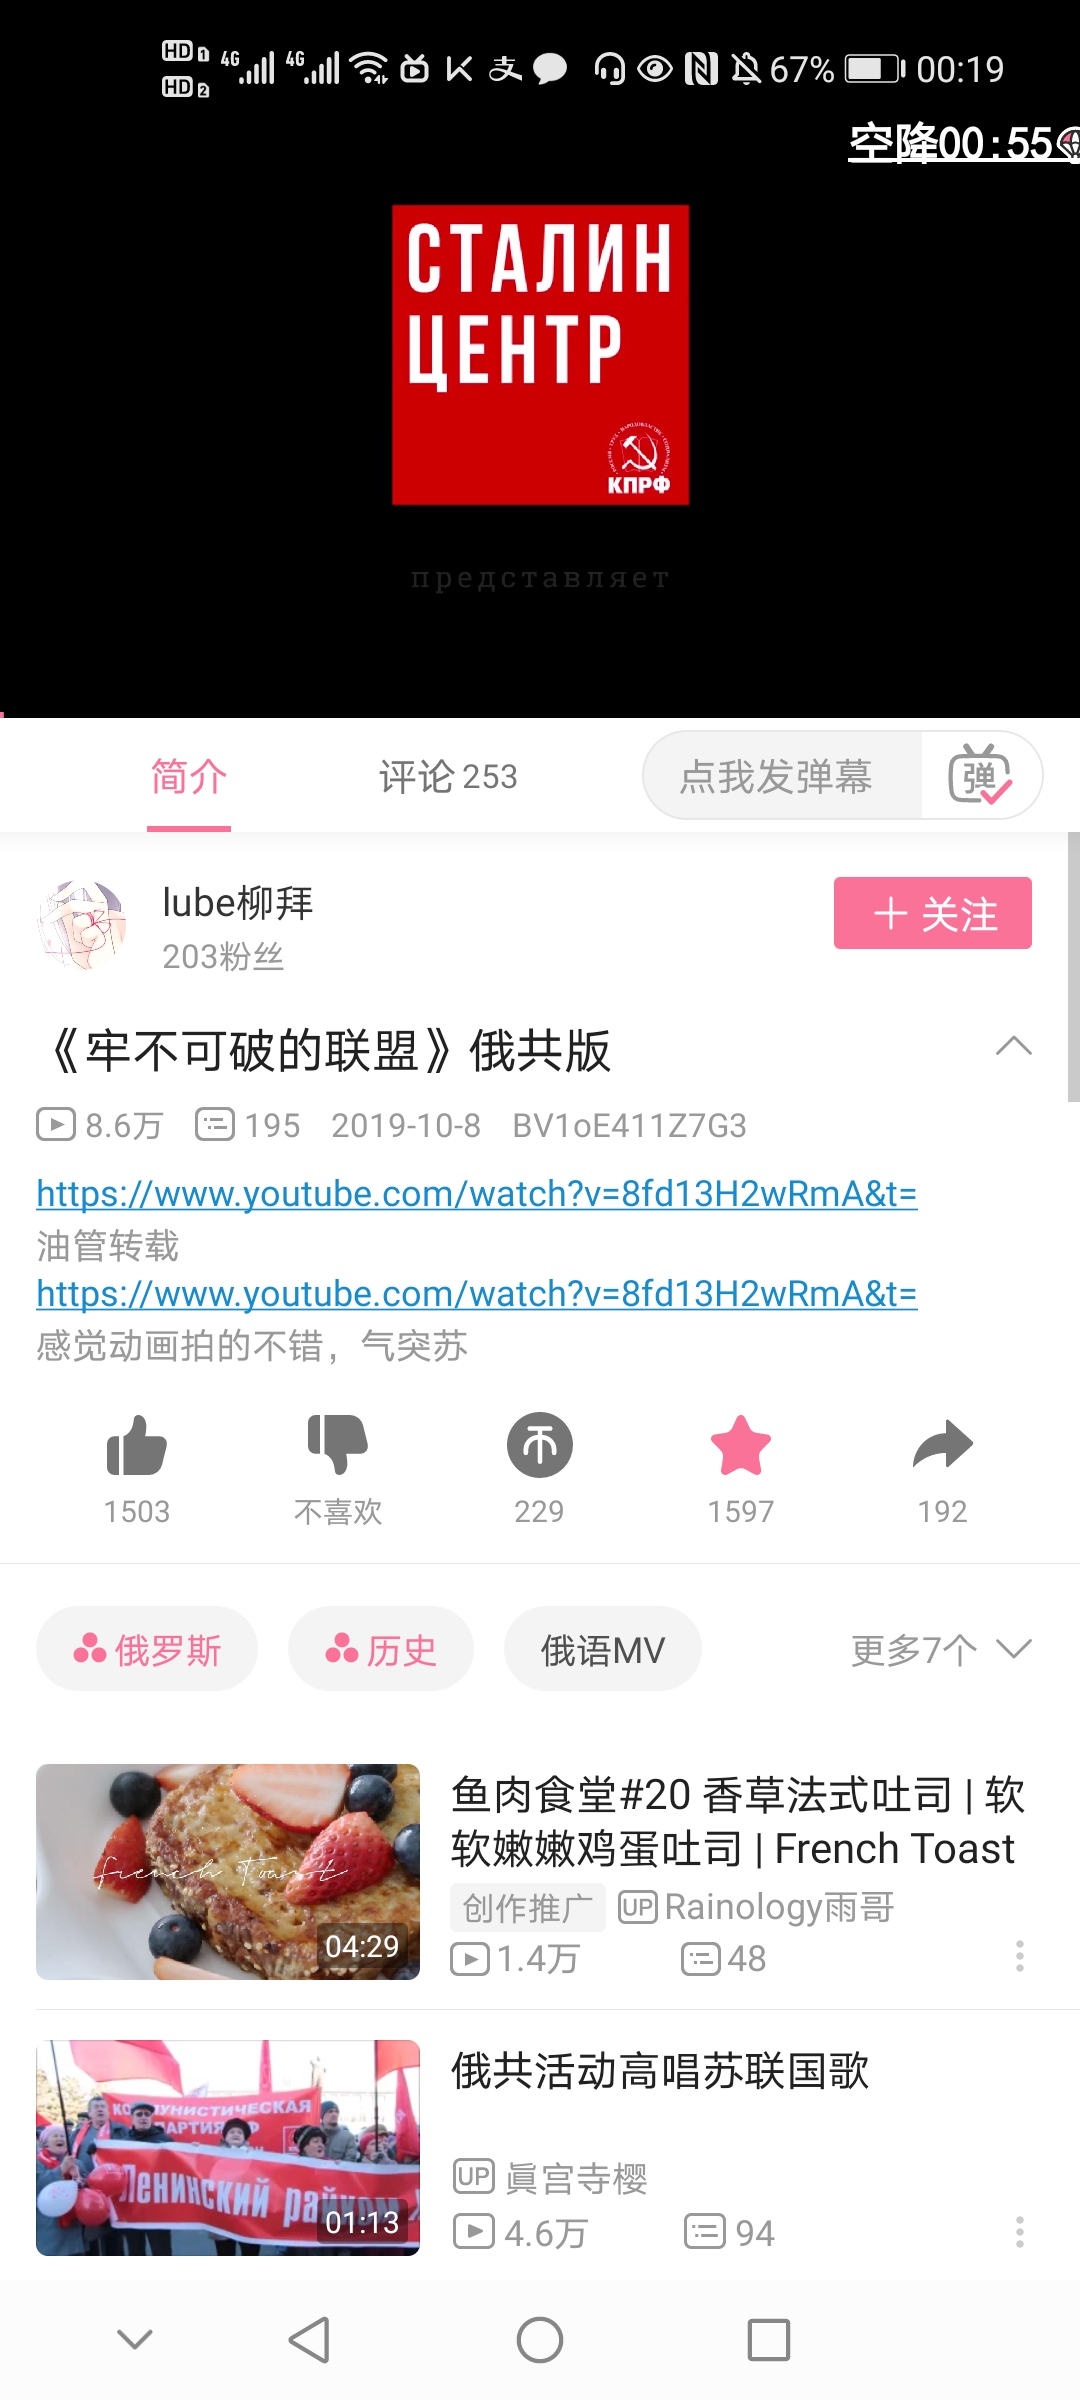 HD 1 4G 4G 67% 00:19
HD 2
空降00:55
СТАЛИН
ЦЕНТР
КПРФ
представляет
简介 评论 253 点我发弹幕 弹
lube柳拜
203粉丝
关注
《牢不可破的联盟》俄共版
8.6万 195 2019-10-8 BV1oE411Z7G3
https://www.youtube.com/watch?v=8fd13H2wRmA&t=
油管转载
https://www.youtube.com/watch?v=8fd13H2wRmA&t=
感觉动画拍的不错，气突苏
1503 不喜欢 229 1597 192
俄罗斯 历史 俄语MV 更多7个
French Toast
04:29
鱼肉食堂#20 香草法式吐司 | 软
软嫩嫩鸡蛋吐司 | French Toast
创作推广 UP Rainology雨哥
1.4万 48
Ленинский
01:13
俄共活动高唱苏联国歌
UP 眞宫寺樱
4.6万 94